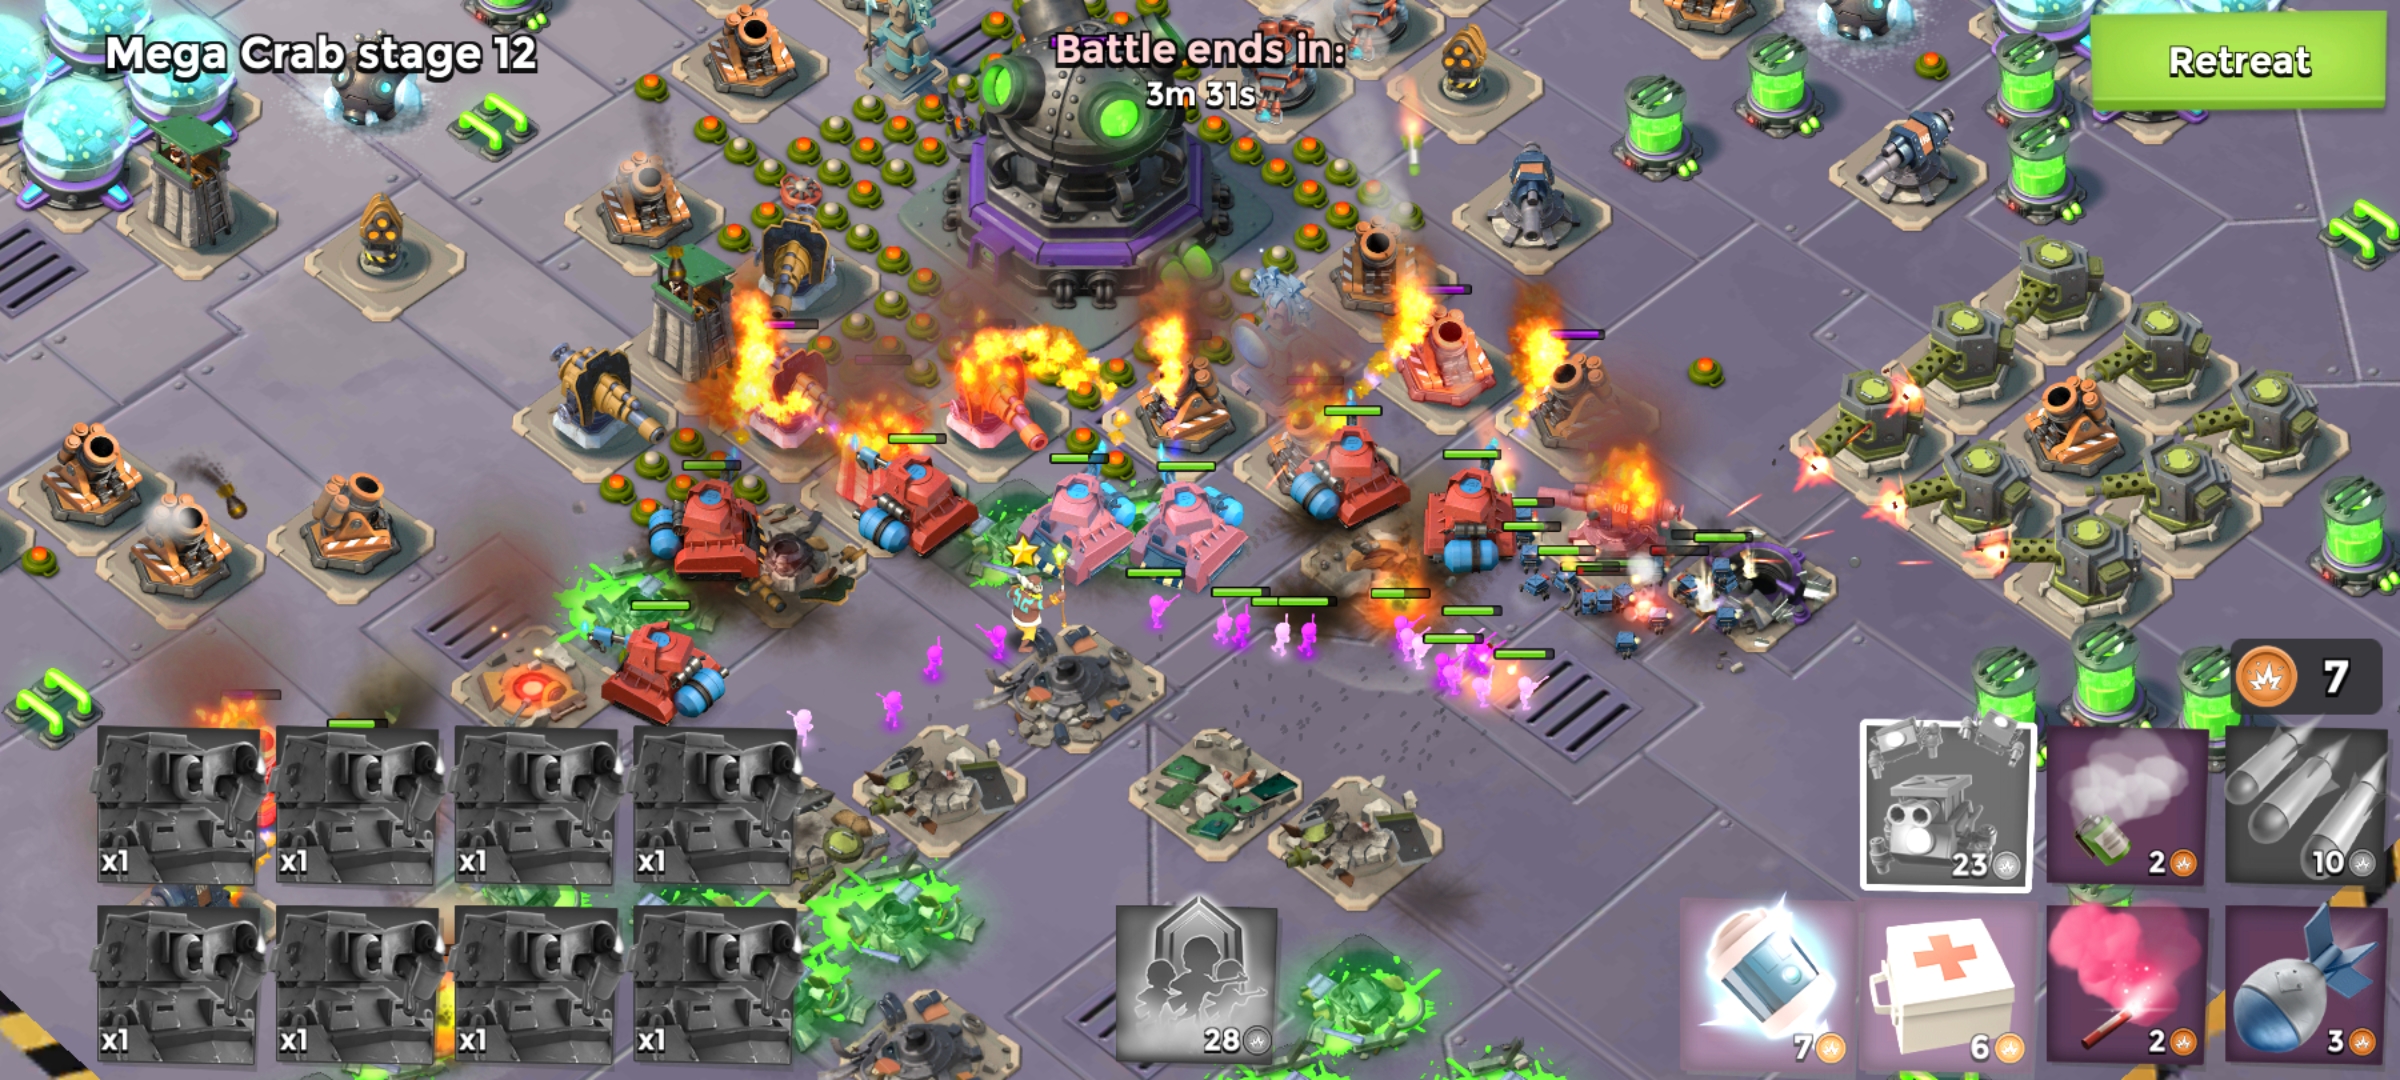 Mega Crab stage 12
Battle ends in:
3m 31s
Retreat
7
23
2
10
x1
x1
x1
x1
x1
x1
x1
x1
28
7
6
2
3